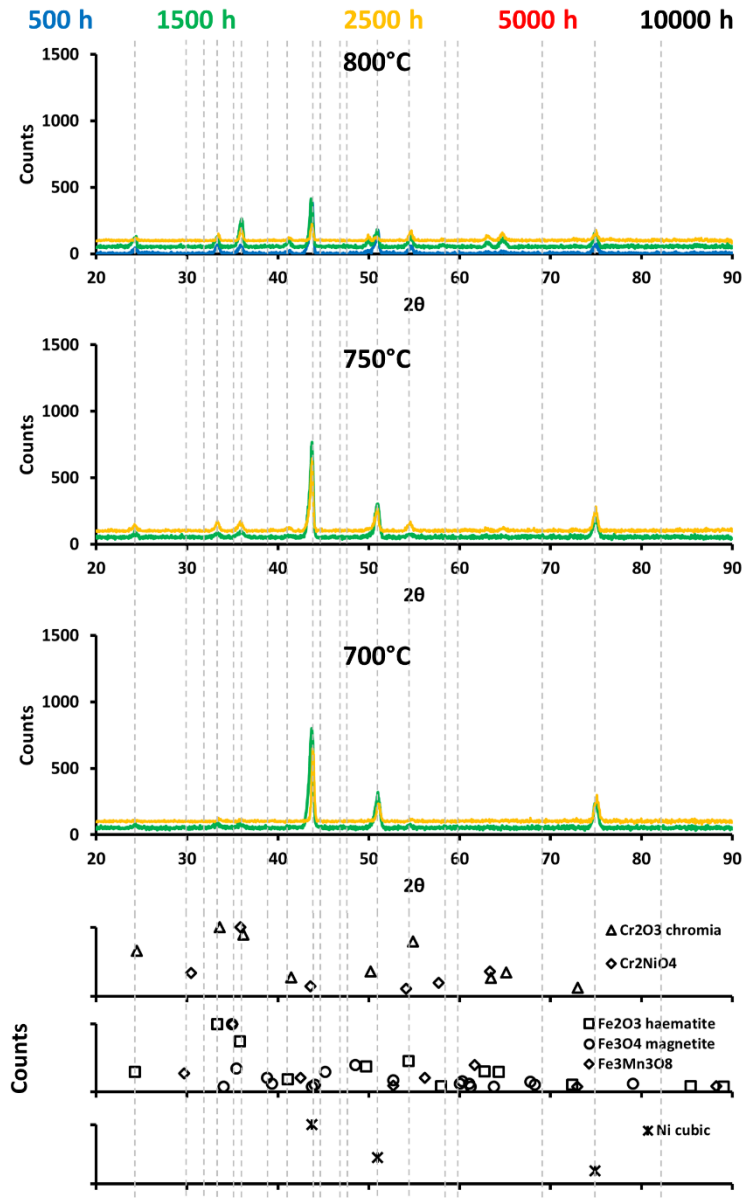 500 h 1500 h 2500 h 5000 h 10000 h
800°C
1500
1000
500
0
Counts
20 30 40 50 60 70 80 90
2θ
750°C
1500
1000
500
0
Counts
20 30 40 50 60 70 80 90
2θ
700°C
1500
1000
500
0
Counts
20 30 40 50 60 70 80 90
2θ
Cr2O3 chromia
Cr2NiO4
Fe2O3 haematite
Fe3O4 magnetite
Fe3Mn3O8
Counts
Ni cubic